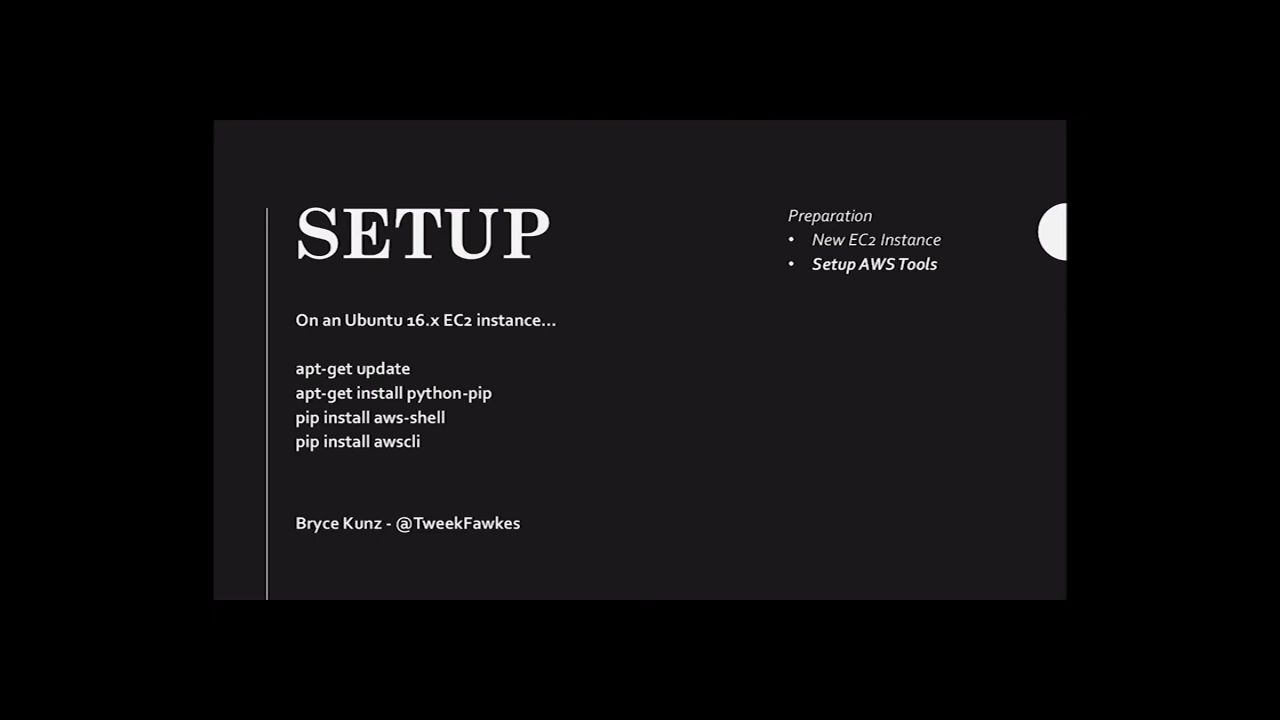 SETUP
Preparation
• New EC2 Instance
• Setup AWS Tools
On an Ubuntu 16.x EC2 instance...
apt-get update
apt-get install python-pip
pip install aws-shell
pip install awscli
Bryce Kunz - @TweekFawkes